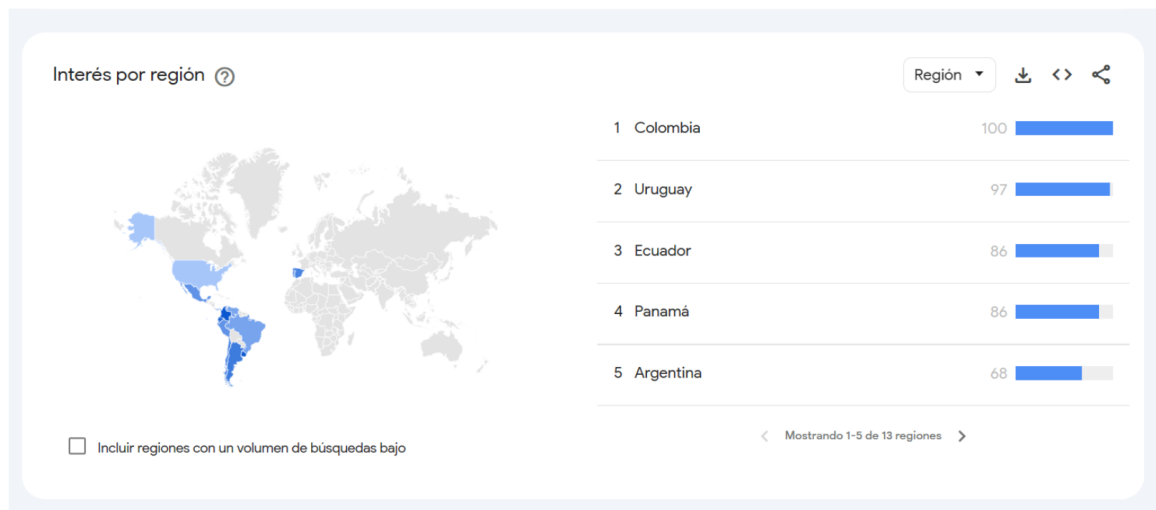 Interés por región
Región
1 Colombia 100
2 Uruguay 97
3 Ecuador 86
4 Panamá 86
5 Argentina 68
Incluir regiones con un volumen de búsquedas bajo
Mostrando 1-5 de 13 regiones